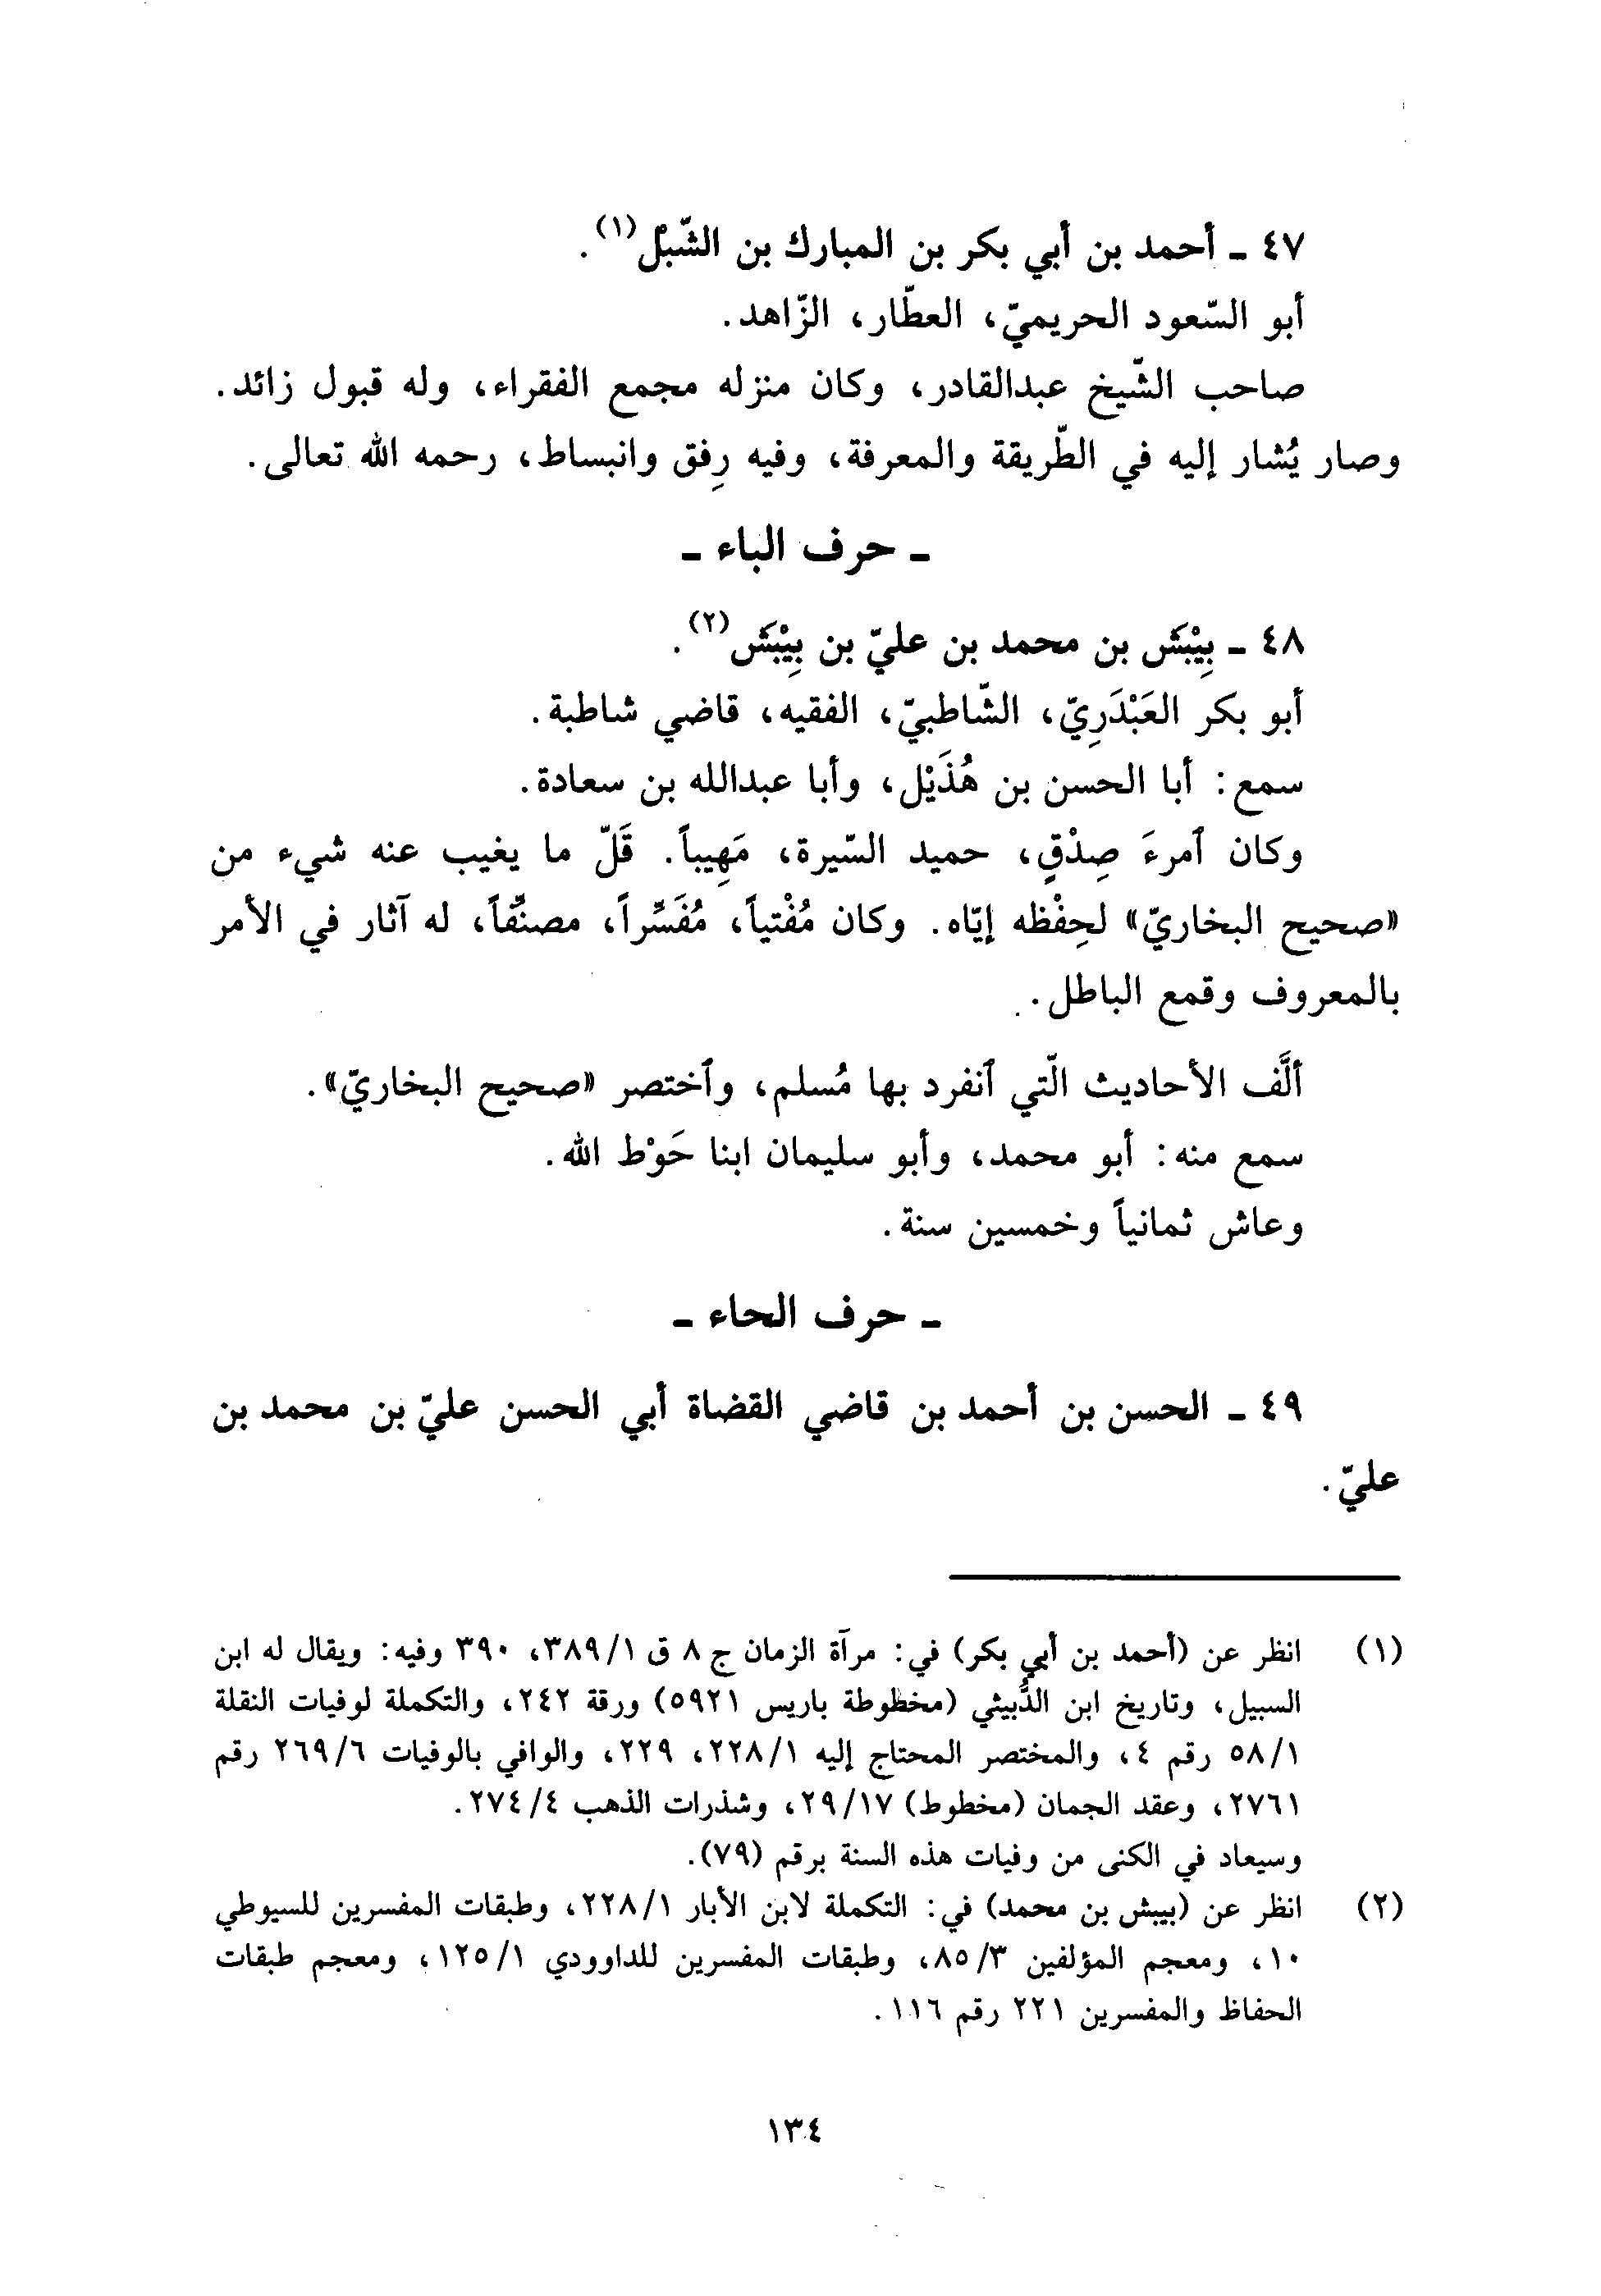 ٤٧ ـ أحمد بن أبي بكر بن المبارك بن الشّبْل(١).
أبو السّعود الحريميّ، العطّار، الزّاهد.
صاحب الشّيخ عبدالقادر، وكان منزله مجمع الفقراء، وله قبول زائد.
وصار يُشار إليه في الطّريقة والمعرفة، وفيه رِفق وانبساط، رحمه الله تعالى.
ـ حرف الباء ـ
٤٨ ـ بِيْبَش بن محمد بن عليّ بن بِيْبَش(٢).
أبو بكر العَبْدَرِيّ، الشّاطبيّ، الفقيه، قاضي شاطبة.
سمع: أبا الحسن بن هُذَيْل، وأبا عبدالله بن سعادة.
وكان ٱمرءَ صِدْقٍ، حميد السّيرة، مَهِيباً. قَلّ ما يغيب عنه شيء من
«صحيح البخاريّ» لحِفْظه إيّاه. وكان مُفْتياً، مُفَسِّراً، مصنِّفاً، له آثار في الأمر
بالمعروف وقمع الباطل.
ألَّف الأحاديث الّتي ٱنفرد بها مُسلم، وٱختصر «صحيح البخاريّ».
سمع منه: أبو محمد، وأبو سليمان ابنا حَوْط الله.
وعاش ثمانياً وخمسين سنة.
ـ حرف الحاء ـ
٤٩ ـ الحسن بن أحمد بن قاضي القضاة أبي الحسن عليّ بن محمد بن
عليّ.
(١) انظر عن (أحمد بن أبي بكر) في: مرآة الزمان ج ٨ ق ٣٨٩/١، ٣٩٠ وفيه: ويقال له ابن
السبيل، وتاريخ ابن الدُّبيثي (مخطوطة باريس ٥٩٢١) ورقة ٢٤٢، والتكملة لوفيات النقلة
٥٨/١ رقم ٤، والمختصر المحتاج إليه ٢٢٨/١، ٢٢٩، والوافي بالوفيات ٢٦٩/٦ رقم
٢٧٦١، وعقد الجمان (مخطوط) ٢٩/١٧، وشذرات الذهب ٢٧٤/٤.
وسيعاد في الكنى من وفيات هذه السنة برقم (٧٩).
(٢) انظر عن (بيبش بن محمد) في: التكملة لابن الأبار ٢٢٨/١، وطبقات المفسرين للسيوطي
١٠، ومعجم المؤلفين ٨٥/٣، وطبقات المفسرين للداوودي ١٢٥/١، ومعجم طبقات
الحفاظ والمفسرين ٢٢١ رقم ١١٦.
١٣٤